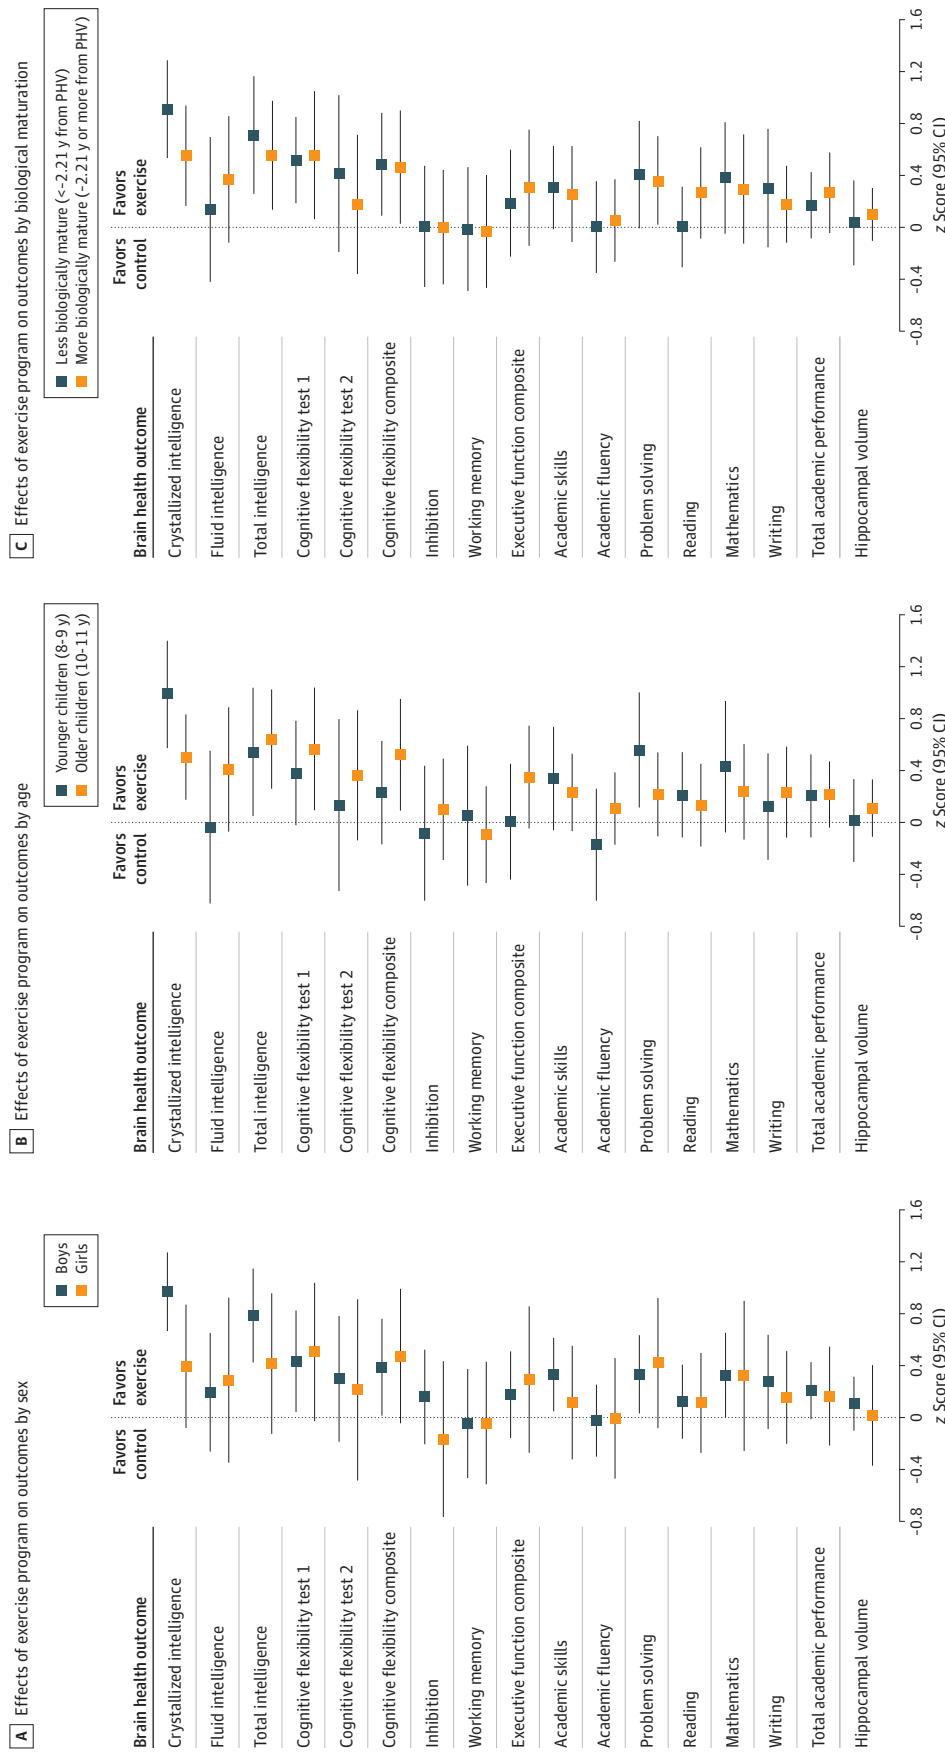 A Effects of exercise program on outcomes by sex
Boys
Girls
Brain health outcome
Favors control
Favors exercise
Crystallized intelligence
Fluid intelligence
Total intelligence
Cognitive flexibility test 1
Cognitive flexibility test 2
Cognitive flexibility composite
Inhibition
Working memory
Executive function composite
Academic skills
Academic fluency
Problem solving
Reading
Mathematics
Writing
Total academic performance
Hippocampal volume
-0.8 -0.4 0 0.4 0.8 1.2 1.6
z Score (95% CI)
B Effects of exercise program on outcomes by age
Younger children (8-9 y)
Older children (10-11 y)
Brain health outcome
Favors control
Favors exercise
Crystallized intelligence
Fluid intelligence
Total intelligence
Cognitive flexibility test 1
Cognitive flexibility test 2
Cognitive flexibility composite
Inhibition
Working memory
Executive function composite
Academic skills
Academic fluency
Problem solving
Reading
Mathematics
Writing
Total academic performance
Hippocampal volume
-0.8 -0.4 0 0.4 0.8 1.2 1.6
z Score (95% CI)
C Effects of exercise program on outcomes by biological maturation
Less biologically mature (<-2.21 y from PHV)
More biologically mature (-2.21 y or more from PHV)
Brain health outcome
Favors control
Favors exercise
Crystallized intelligence
Fluid intelligence
Total intelligence
Cognitive flexibility test 1
Cognitive flexibility test 2
Cognitive flexibility composite
Inhibition
Working memory
Executive function composite
Academic skills
Academic fluency
Problem solving
Reading
Mathematics
Writing
Total academic performance
Hippocampal volume
-0.8 -0.4 0 0.4 0.8 1.2 1.6
z Score (95% CI)